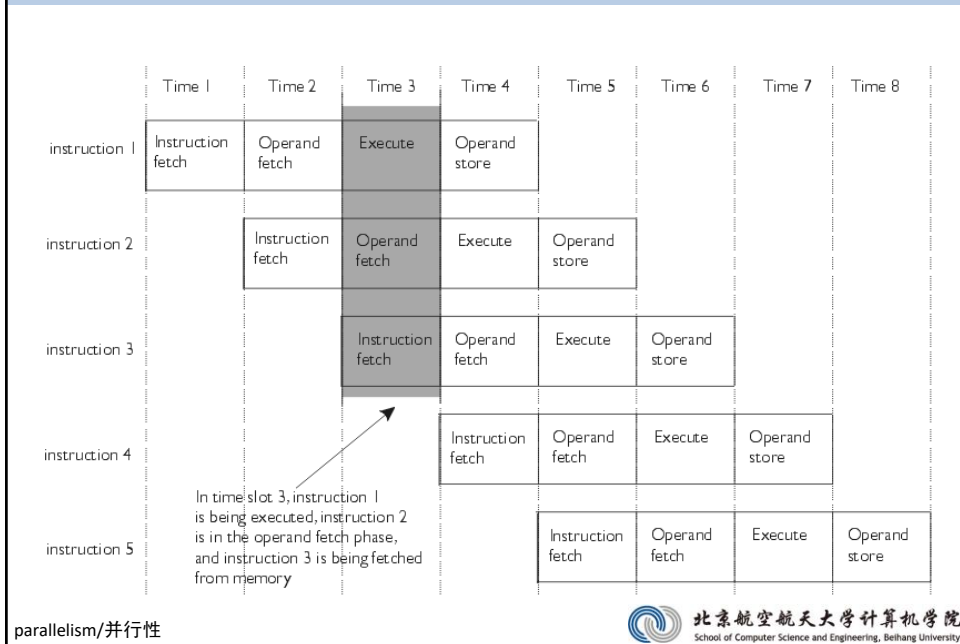 Time 1 Time 2 Time 3 Time 4 Time 5 Time 6 Time 7 Time 8
instruction 1
Instruction
fetch
Operand
fetch
Execute
Operand
store
instruction 2
Instruction
fetch
Operand
fetch
Execute
Operand
store
instruction 3
Instruction
fetch
Operand
fetch
Execute
Operand
store
instruction 4
Instruction
fetch
Operand
fetch
Execute
Operand
store
In time slot 3, instruction 1
is being executed, instruction 2
is in the operand fetch phase,
and instruction 3 is being fetched
from memory
instruction 5
Instruction
fetch
Operand
fetch
Execute
Operand
store
parallelism/并行性
北京航空航天大学计算机学院
School of Computer Science and Engineering, Beihang University